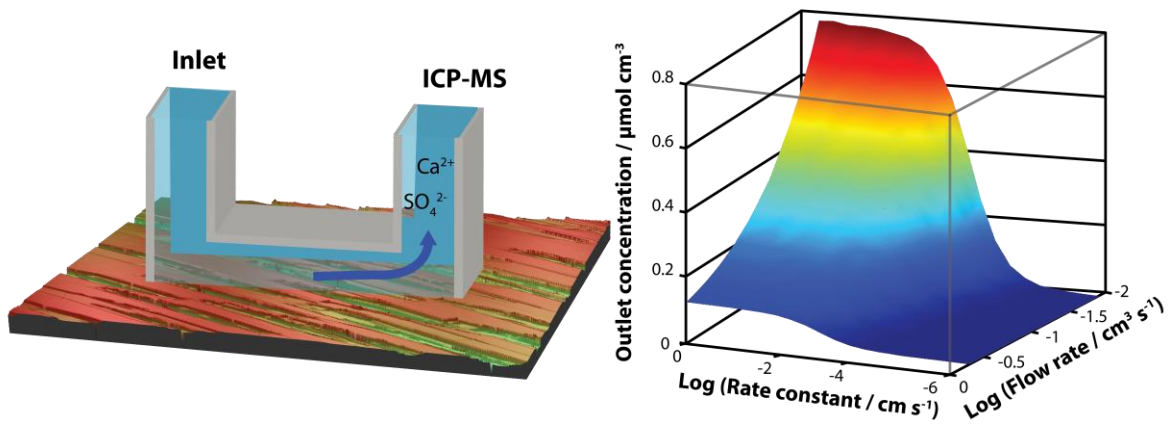 Inlet
ICP-MS
Ca²⁺
SO₄²⁻
Outlet concentration / µmol cm⁻³
0.8
0.6
0.4
0.2
0
0
-2
-4
-6
Log (Rate constant / cm s⁻¹)
0
-0.5
-1
-1.5
-2
Log (Flow rate / cm³ s⁻¹)